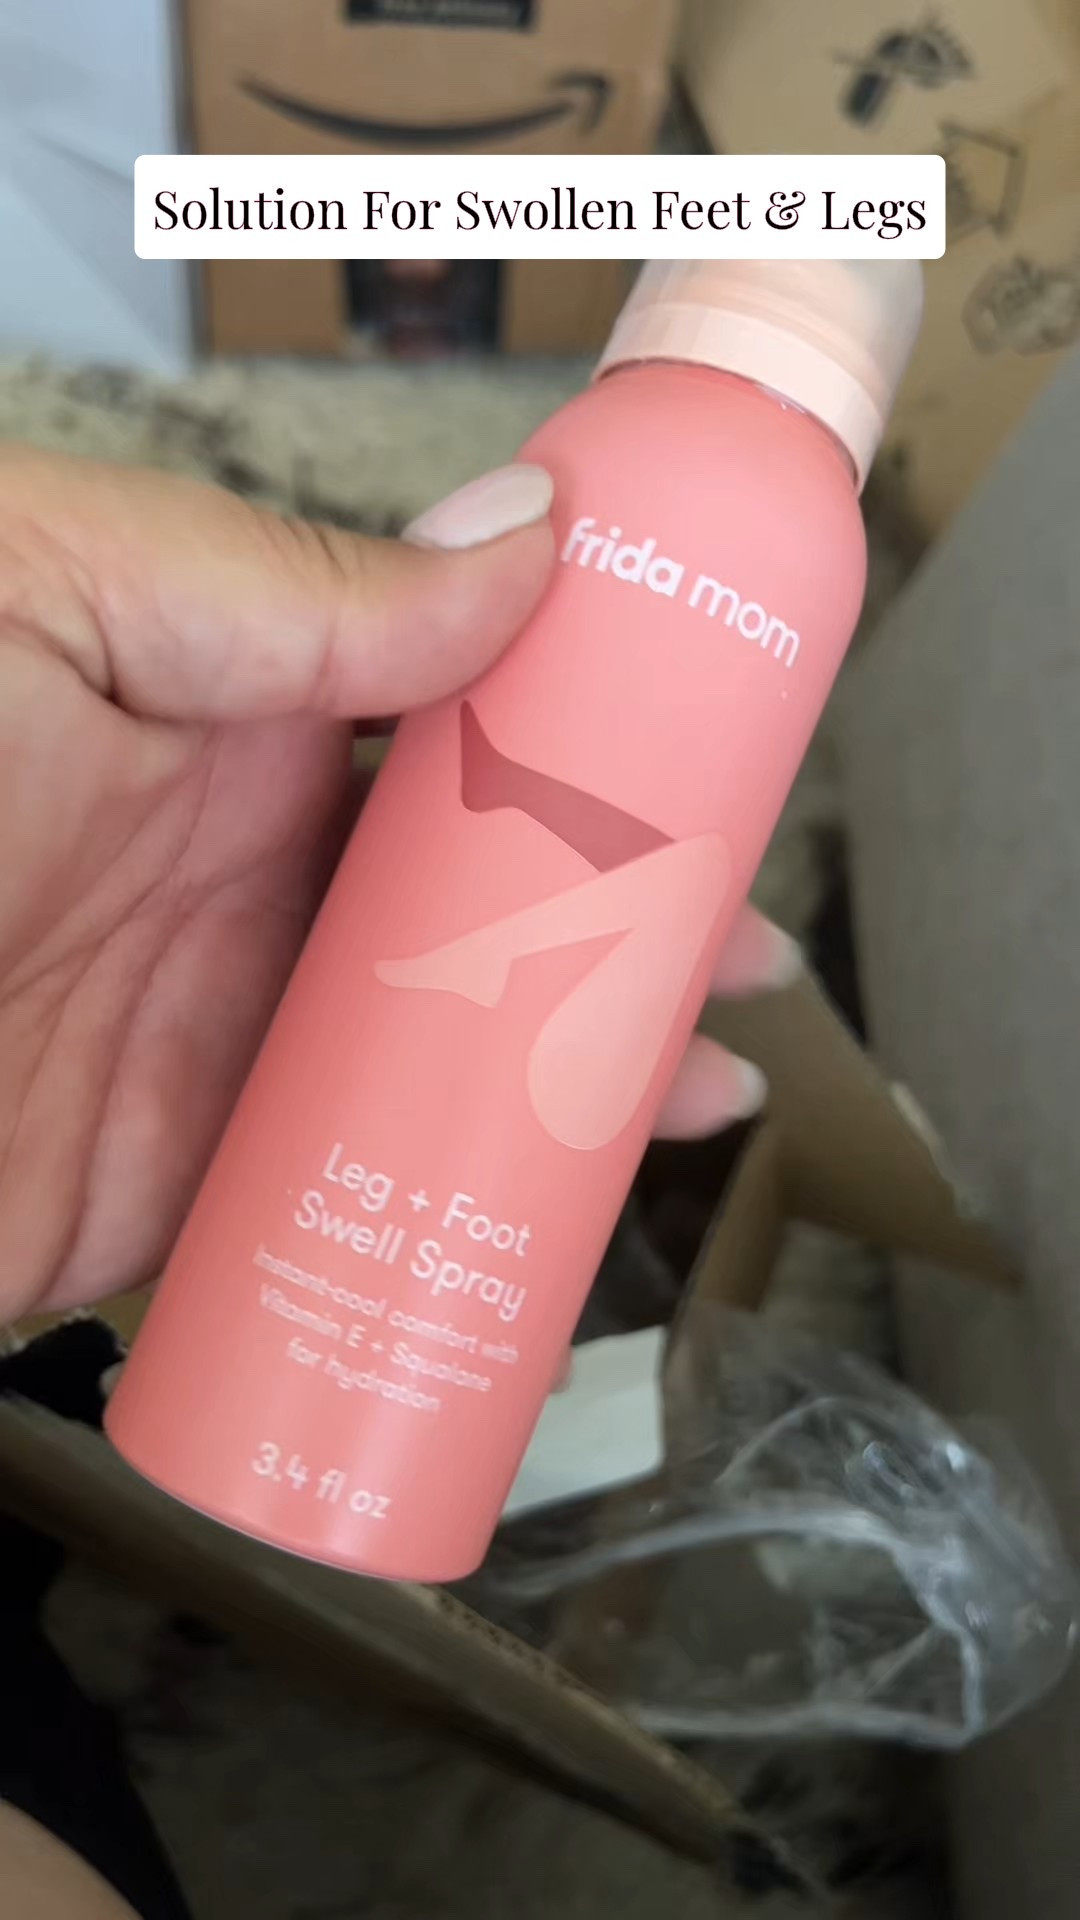 Solution For Swollen Feet & Legs
frida mom
Leg + Foot
Swell Spray
Instant-cool comfort with
Vitamin E + Squalane
for hydration
3.4 fl oz